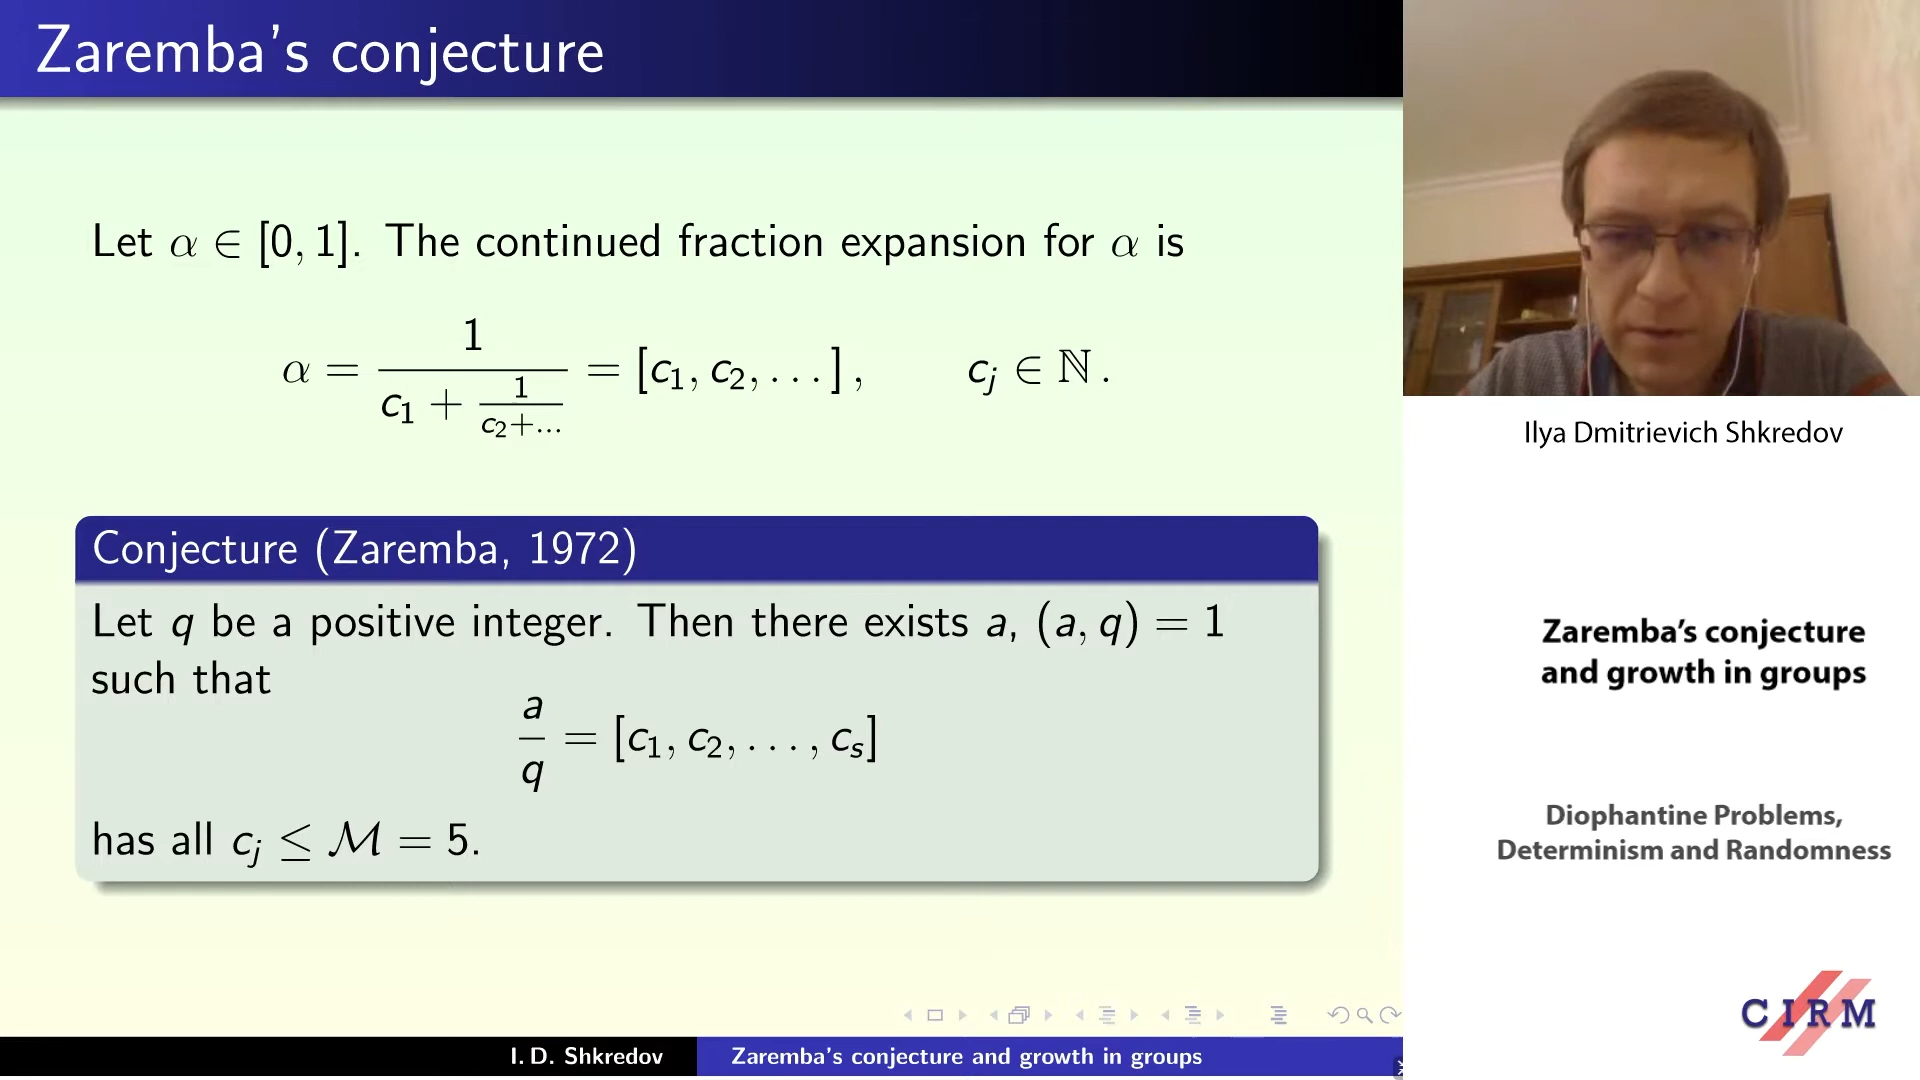 Zaremba's conjecture
Let α ∈ [0, 1]. The continued fraction expansion for α is
α = 1 / (c₁ + 1 / (c₂+...)) = [c₁, c₂, . . . ] , cⱼ ∈ ℕ .
Conjecture (Zaremba, 1972)
Let q be a positive integer. Then there exists a, (a, q) = 1
such that
a/q = [c₁, c₂, . . . , cₛ]
has all cⱼ ≤ ℳ = 5.
I. D. Shkredov
Zaremba's conjecture and growth in groups
Ilya Dmitrievich Shkredov
Zaremba's conjecture
and growth in groups
Diophantine Problems,
Determinism and Randomness
CIRM